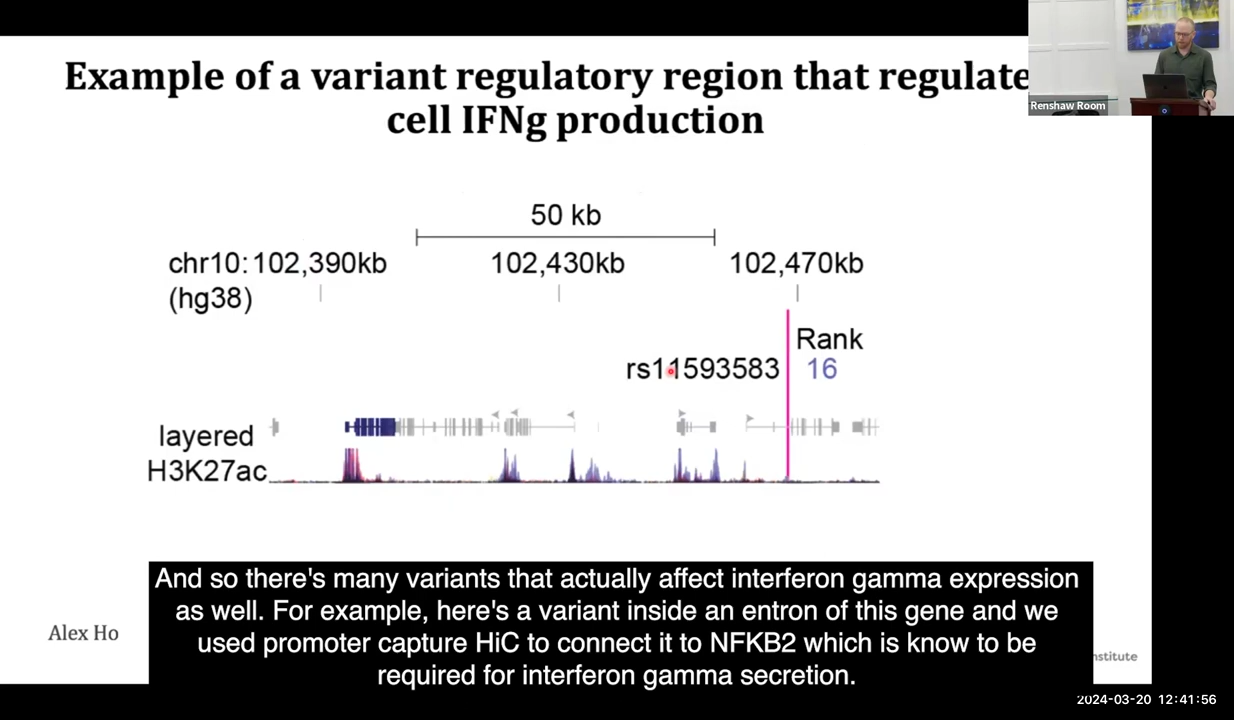 Example of a variant regulatory region that regulate
cell IFNg production
Renshaw Room
50 kb
chr10: 102,390kb 102,430kb 102,470kb
(hg38)
Rank
rs11593583 16
layered
H3K27ac
And so there's many variants that actually affect interferon gamma expression
as well. For example, here's a variant inside an entron of this gene and we
used promoter capture HiC to connect it to NFKB2 which is know to be
required for interferon gamma secretion.
Alex Ho
nstitute
2024-03-20 12:41:56